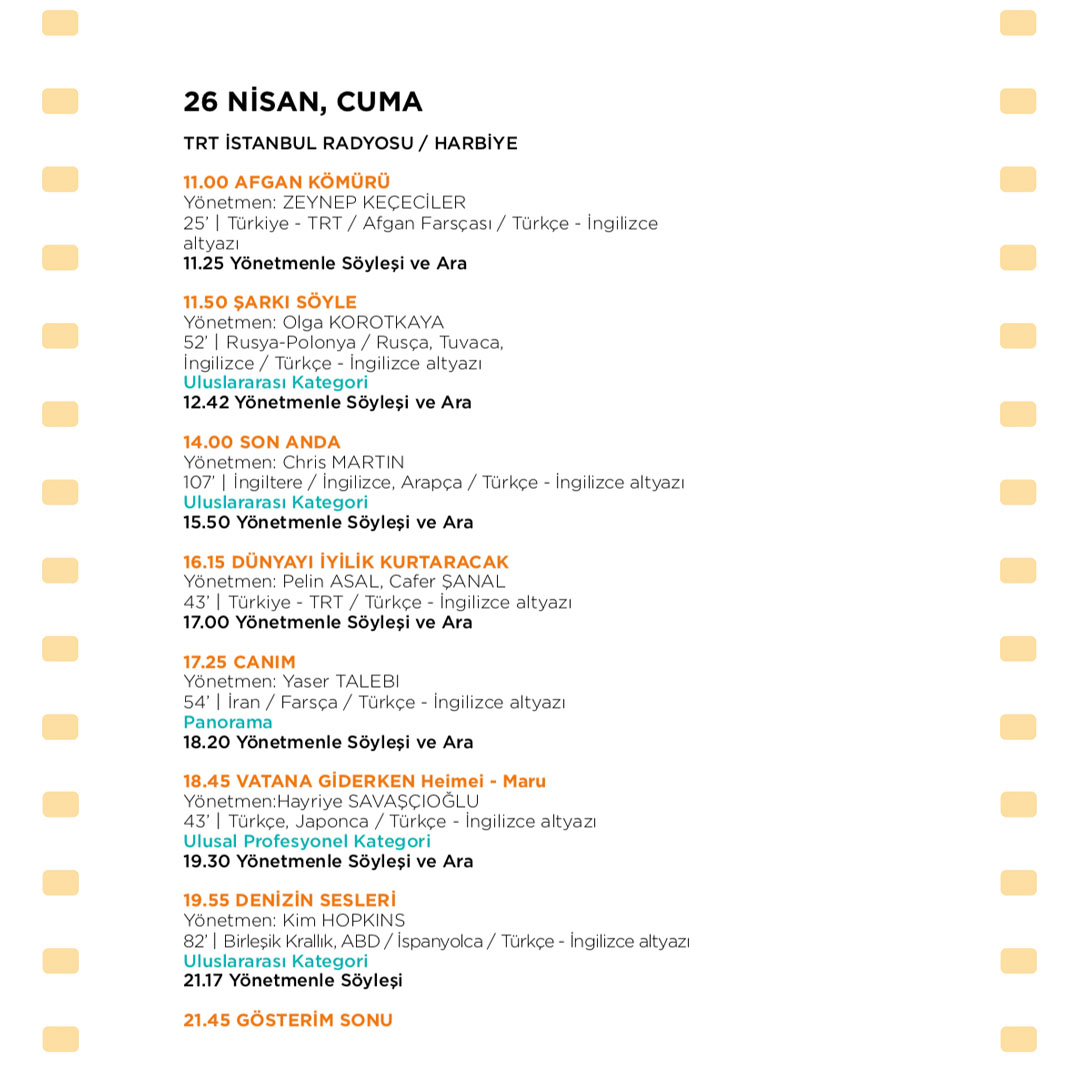 26 NİSAN, CUMA
TRT İSTANBUL RADYOSU / HARBİYE
11.00 AFGAN KÖMÜRÜ
Yönetmen: ZEYNEP KEÇECİLER
25’ | Türkiye - TRT / Afgan Farsçası / Türkçe - İngilizce
altyazı
11.25 Yönetmenle Söyleşi ve Ara
11.50 ŞARKI SÖYLE
Yönetmen: Olga KOROTKAYA
52’ | Rusya-Polonya / Rusça, Tuvaca,
İngilizce / Türkçe - İngilizce altyazı
Uluslararası Kategori
12.42 Yönetmenle Söyleşi ve Ara
14.00 SON ANDA
Yönetmen: Chris MARTIN
107’ | İngiltere / İngilizce, Arapça / Türkçe - İngilizce altyazı
Uluslararası Kategori
15.50 Yönetmenle Söyleşi ve Ara
16.15 DÜNYAYI İYİLİK KURTARACAK
Yönetmen: Pelin ASAL, Cafer ŞANAL
43’ | Türkiye - TRT / Türkçe - İngilizce altyazı
17.00 Yönetmenle Söyleşi ve Ara
17.25 CANIM
Yönetmen: Yaser TALEBI
54’ | İran / Farsça / Türkçe - İngilizce altyazı
Panorama
18.20 Yönetmenle Söyleşi ve Ara
18.45 VATANA GİDERKEN Heimei - Maru
Yönetmen:Hayriye SAVAŞÇIOĞLU
43’ | Türkçe, Japonca / Türkçe - İngilizce altyazı
Ulusal Profesyonel Kategori
19.30 Yönetmenle Söyleşi ve Ara
19.55 DENİZİN SESLERİ
Yönetmen: Kim HOPKINS
82’ | Birleşik Krallık, ABD / İspanyolca / Türkçe - İngilizce altyazı
Uluslararası Kategori
21.17 Yönetmenle Söyleşi
21.45 GÖSTERİM SONU